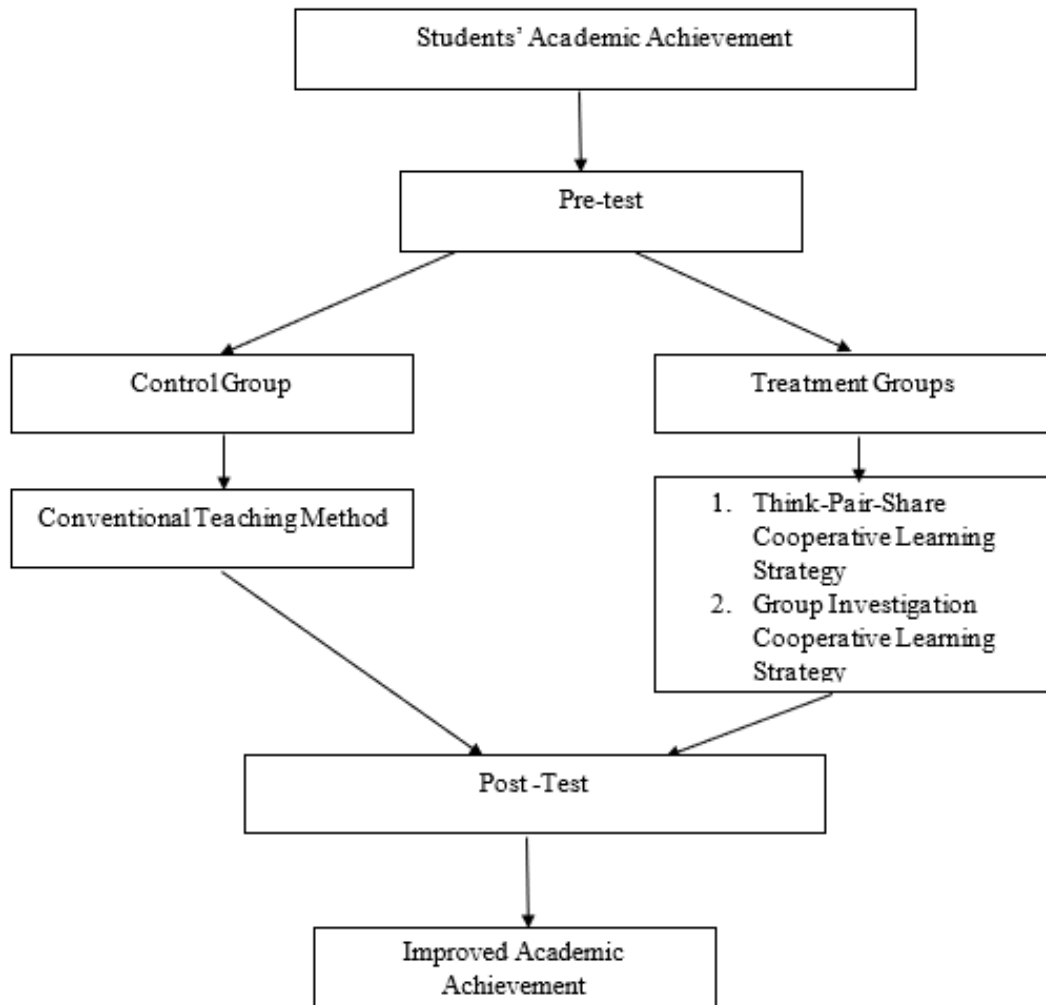 Students’ Academic Achievement
Pre-test
Control Group
Treatment Groups
Conventional Teaching Method
1. Think-Pair-Share
Cooperative Learning
Strategy
2. Group Investigation
Cooperative Learning
Strategy
Post -Test
Improved Academic
Achievement